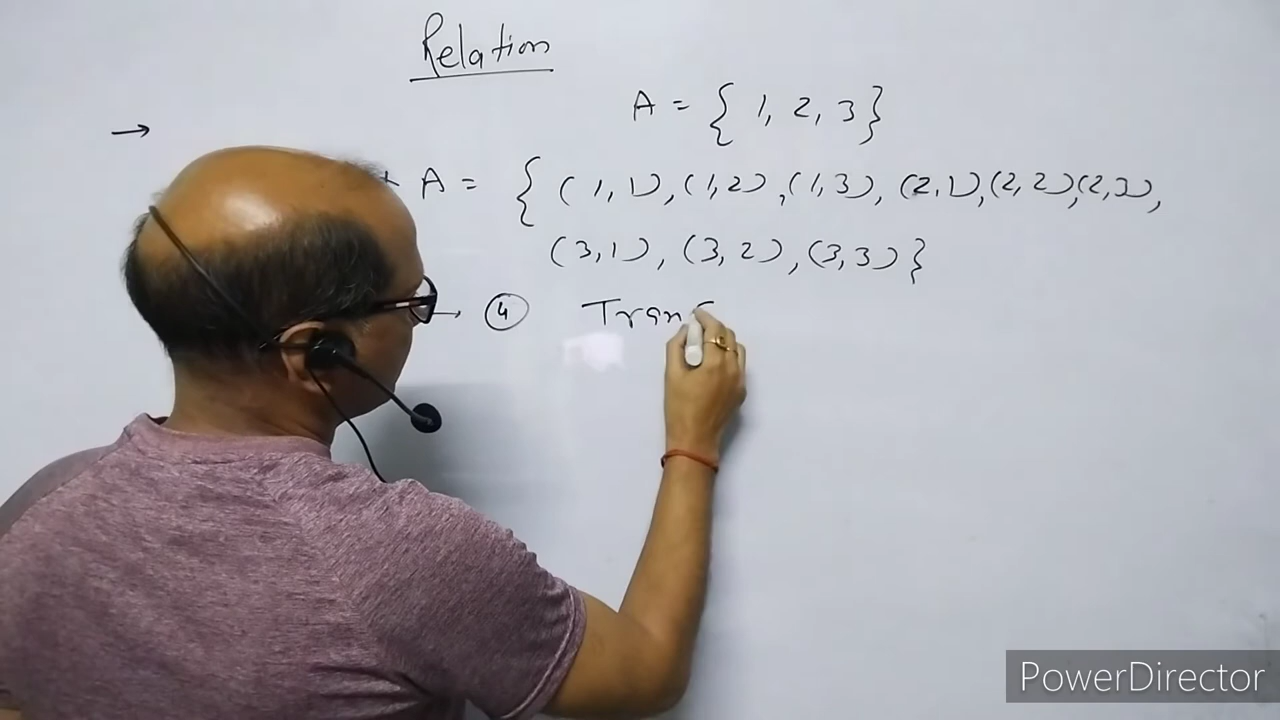 Relation
A = { 1, 2, 3}
→
A = { (1,1), (1,2), (1,3), (2,1), (2,2), (2,3),
(3,1), (3,2), (3,3) }
→ 4 Trans
PowerDirector